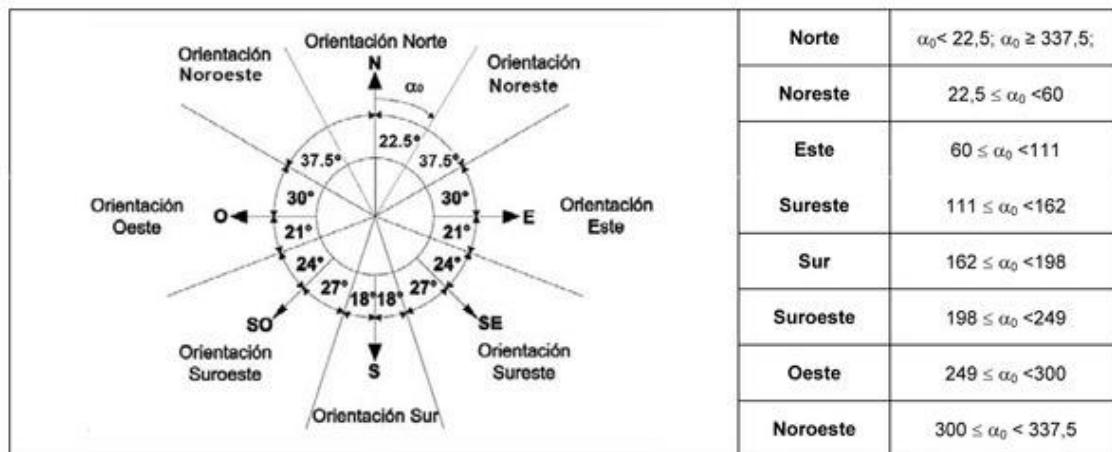 Orientación Norte
N
Orientación
Noroeste
α₀
Orientación
Noreste
22.5°
37.5°
37.5°
30°
30°
Orientación
Oeste
O
E
Orientación
Este
21°
21°
24°
24°
27°
18°
18°
27°
SO
SE
Orientación
Suroeste
S
Orientación
Sureste
Orientación Sur
Norte α₀< 22,5; α₀ ≥ 337,5;
Noreste 22,5 ≤ α₀ <60
Este 60 ≤ α₀ <111
Sureste 111 ≤ α₀ <162
Sur 162 ≤ α₀ <198
Suroeste 198 ≤ α₀ <249
Oeste 249 ≤ α₀ <300
Noroeste 300 ≤ α₀ < 337,5